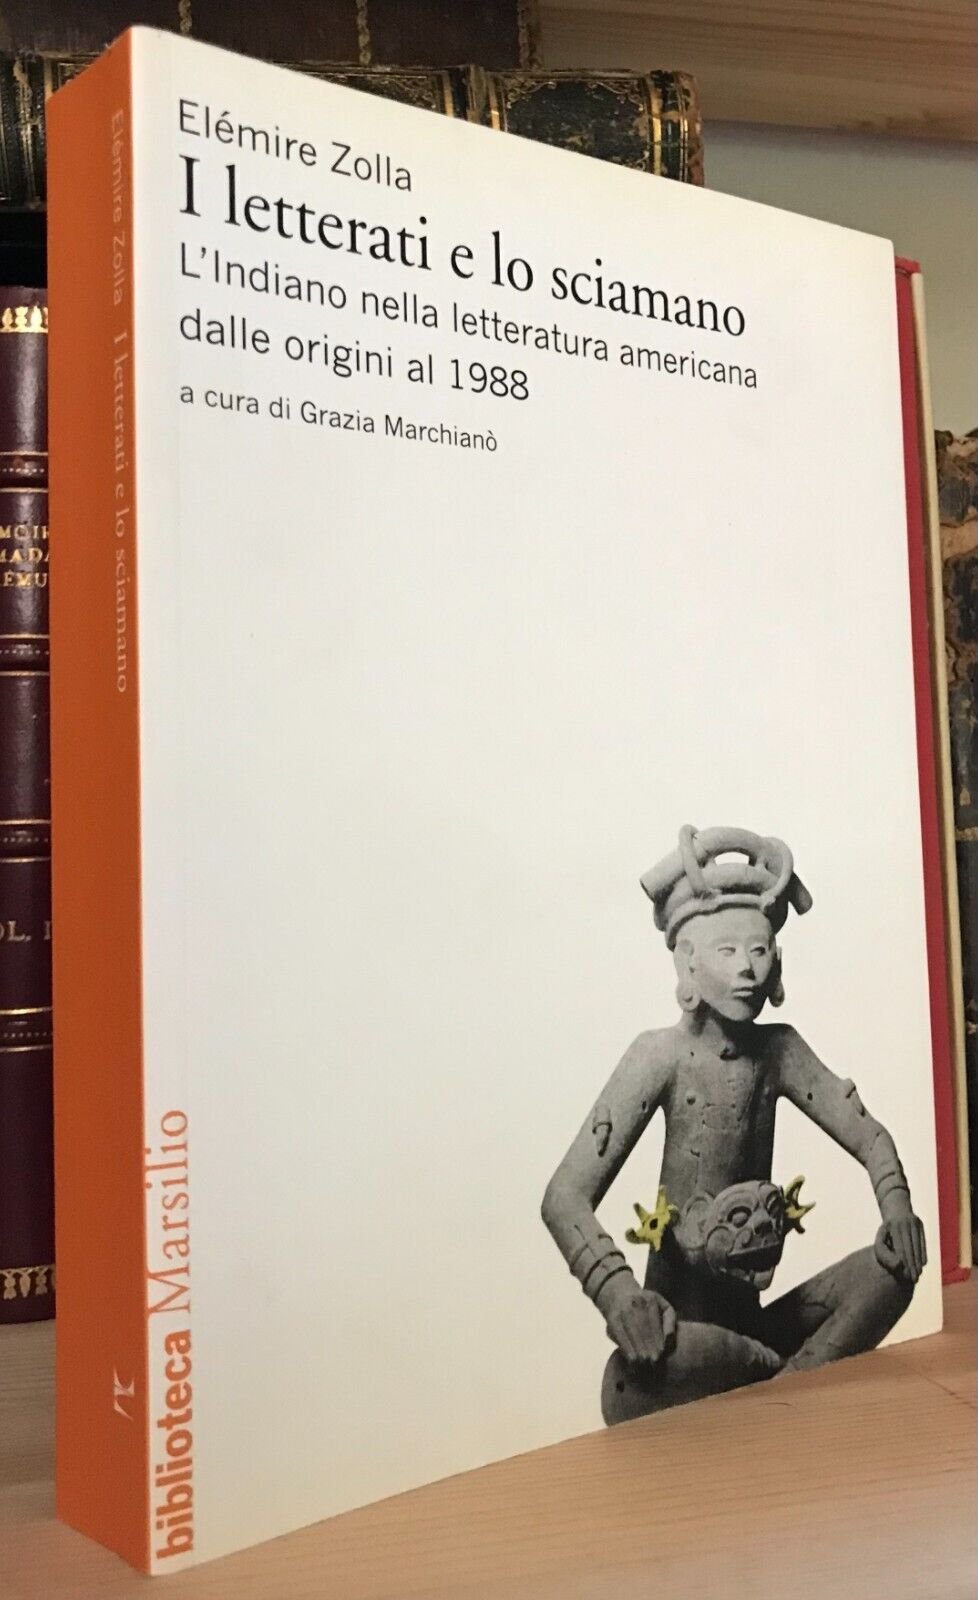 Elémire Zolla
I letterati e lo sciamano
L'Indiano nella letteratura americana
dalle origini al 1988
a cura di Grazia Marchianò
Elémire Zolla I letterati e lo sciamano
biblioteca Marsilio